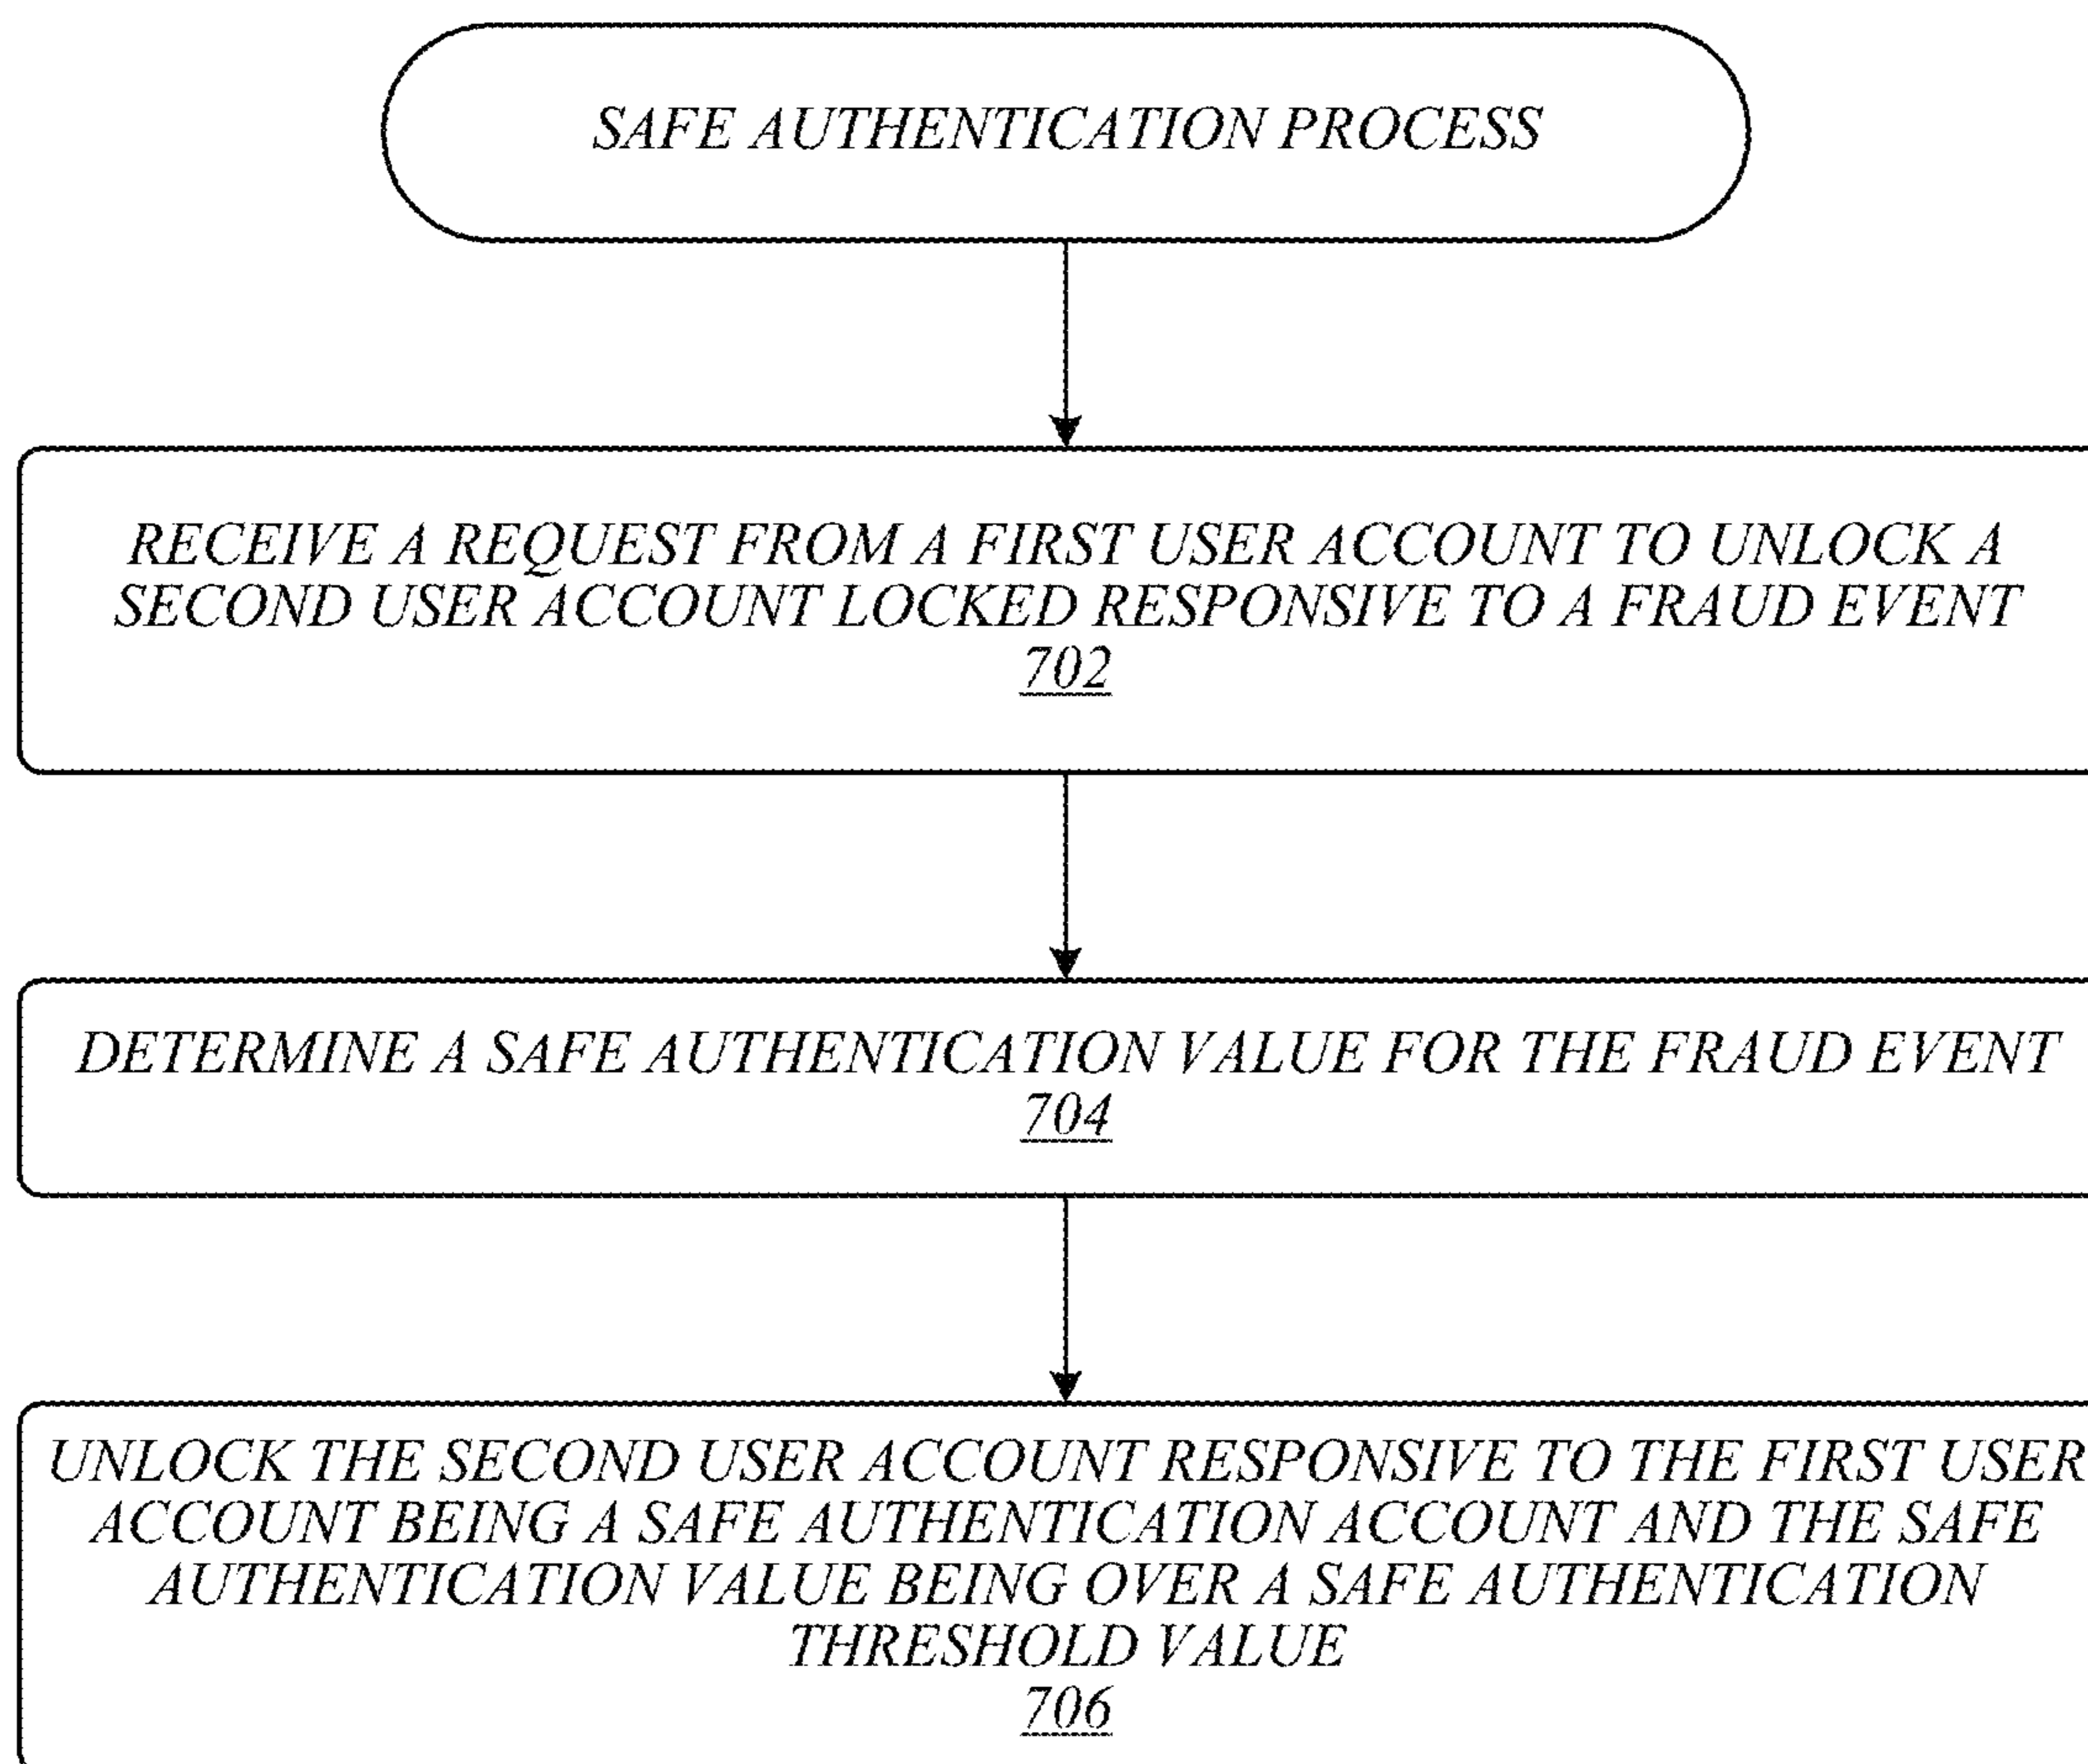 SAFE AUTHENTICATION PROCESS
RECEIVE A REQUEST FROM A FIRST USER ACCOUNT TO UNLOCK A
SECOND USER ACCOUNT LOCKED RESPONSIVE TO A FRAUD EVENT
702
DETERMINE A SAFE AUTHENTICATION VALUE FOR THE FRAUD EVENT
704
UNLOCK THE SECOND USER ACCOUNT RESPONSIVE TO THE FIRST USER
ACCOUNT BEING A SAFE AUTHENTICATION ACCOUNT AND THE SAFE
AUTHENTICATION VALUE BEING OVER A SAFE AUTHENTICATION
THRESHOLD VALUE
706